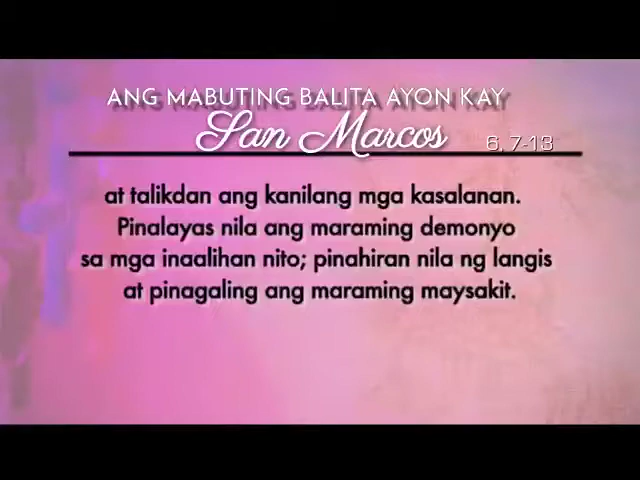 ANG MABUTING BALITA AYON KAY
San Marcos 6, 7-13
at talikdan ang kanilang mga kasalanan.
Pinalayas nila ang maraming demonyo
sa mga inaalihan nito; pinahiran nila ng langis
at pinagaling ang maraming maysakit.